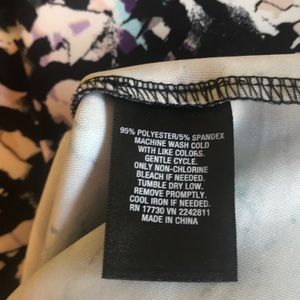 95% POLYESTER/5% SPANDEX
MACHINE WASH COLD
WITH LIKE COLORS.
GENTLE CYCLE.
ONLY NON-CHLORINE
BLEACH IF NEEDED.
TUMBLE DRY LOW.
REMOVE PROMPTLY.
COOL IRON IF NEEDED.
RN 17730 VN 2242811
MADE IN CHINA